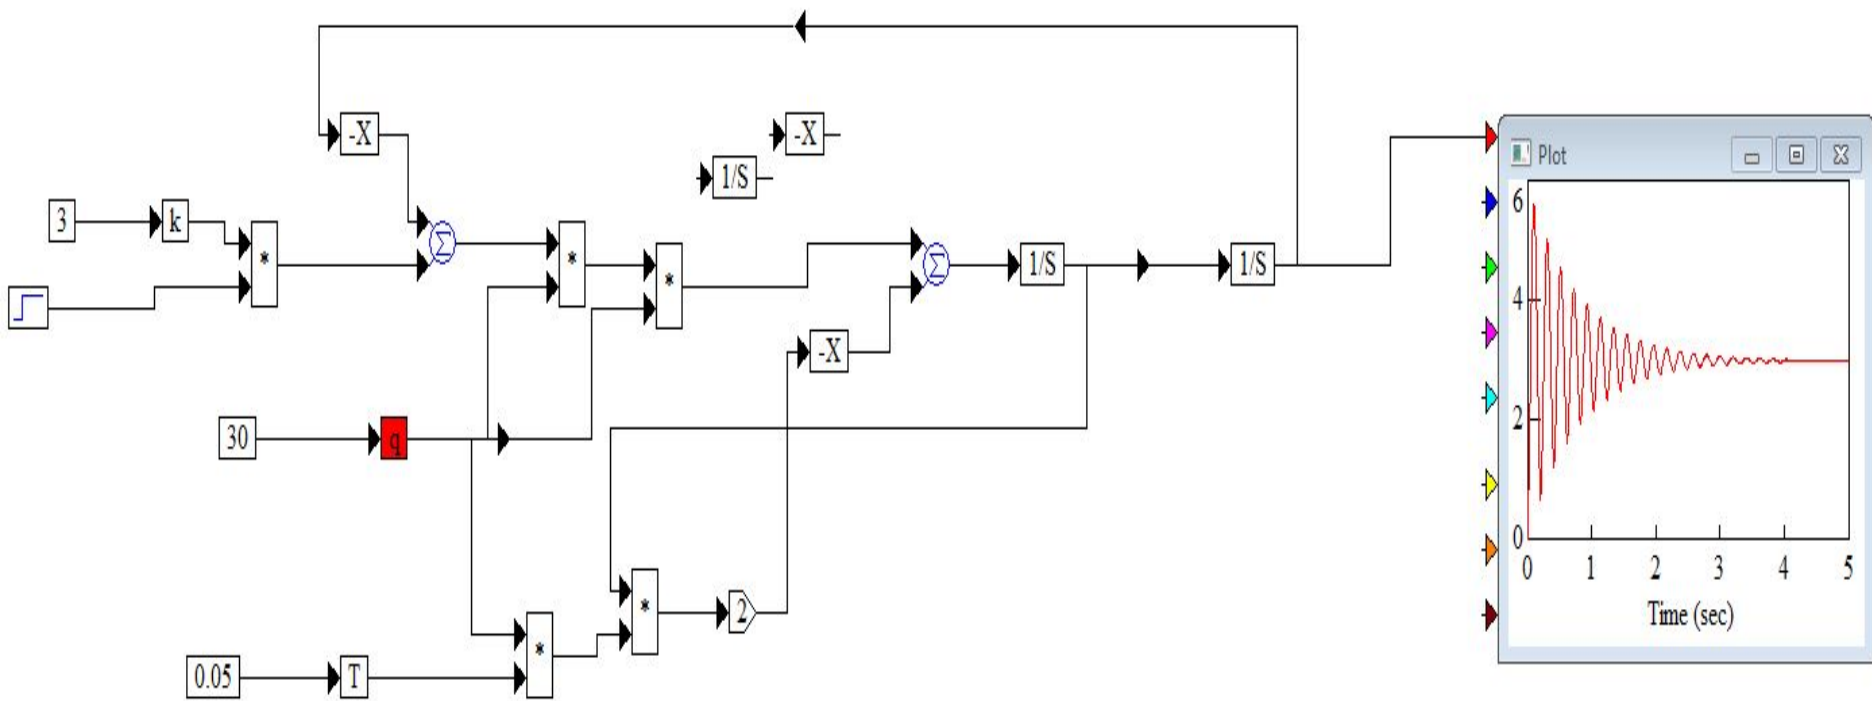 -X
-X
1/S
3
k
*
Σ
*
*
Σ
1/S
1/S
-X
30
q
*
2
*
0.05
T
Plot
6
4
2
0
0 1 2 3 4 5
Time (sec)